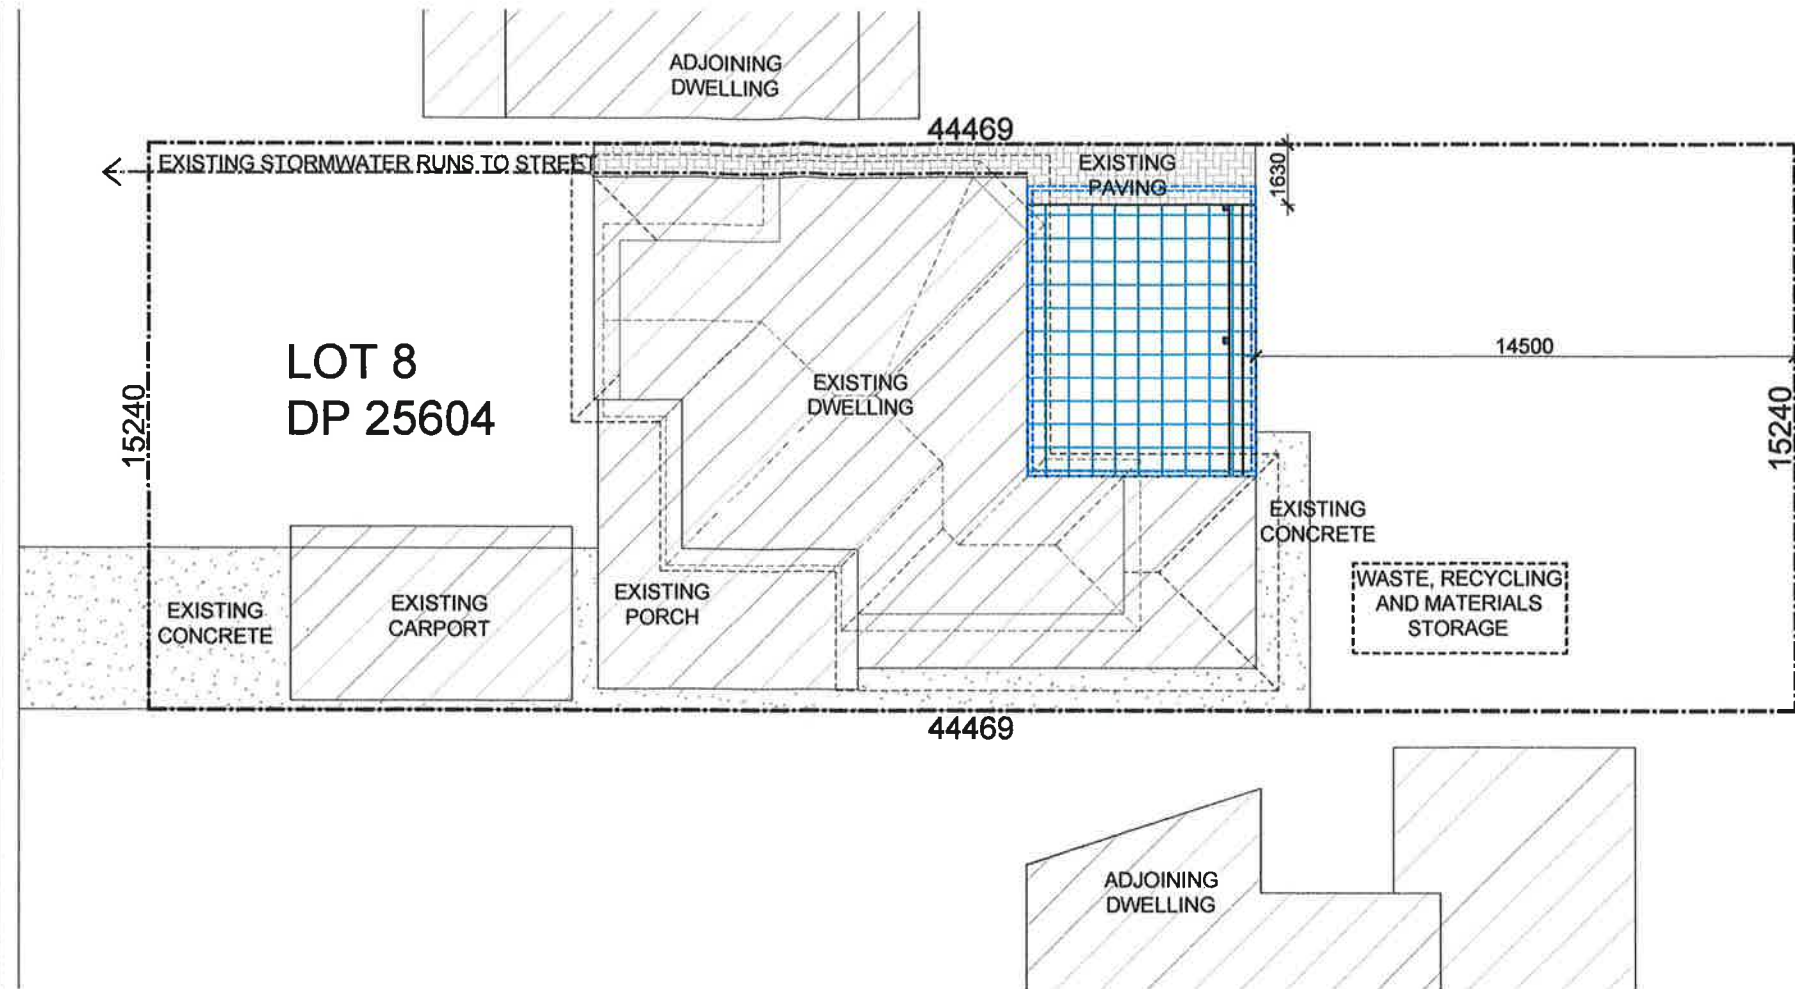 ADJOINING
DWELLING
44469
EXISTING STORMWATER RUNS TO STREET
EXISTING
PAVING
1630
LOT 8
DP 25604
15240
EXISTING
DWELLING
14500
15240
EXISTING
CONCRETE
WASTE, RECYCLING
AND MATERIALS
STORAGE
EXISTING
CONCRETE
EXISTING
CARPORT
EXISTING
PORCH
44469
ADJOINING
DWELLING